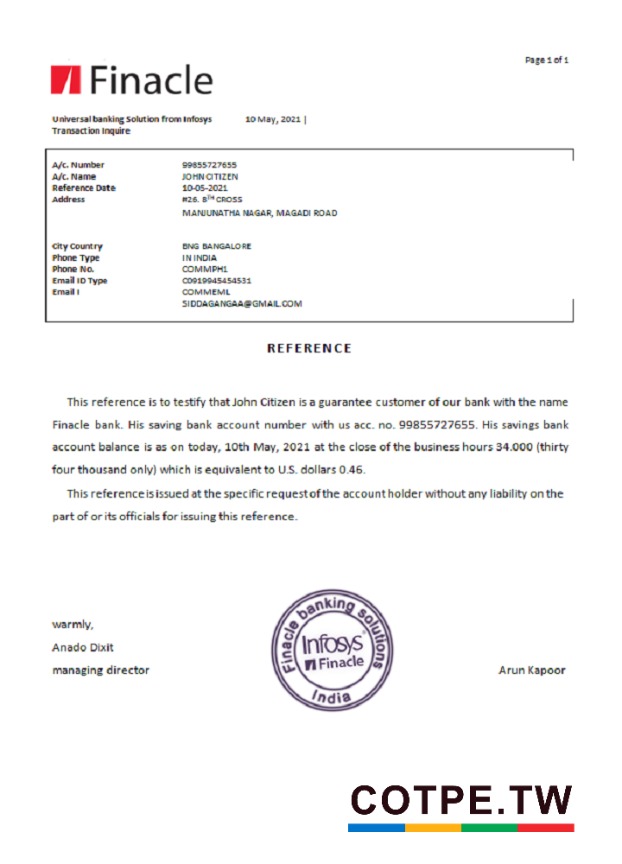 Page 1 of 1
Finacle
Universal banking Solution from Infosys 10 May, 2021 |
Transaction Inquire
A/c. Number 99855727655
A/c. Name JOHN CITIZEN
Reference Date 10-05-2021
Address #26. 8TH CROSS
MANJUNATHA NAGAR, MAGADI ROAD
City Country BNG BANGALORE
Phone Type IN INDIA
Phone No. COMMPH1
Email ID Type C0919945454531
Email I COMMEML
SIDDAGANGAA@GMAIL.COM
REFERENCE
This reference is to testify that John Citizen is a guarantee customer of our bank with the name
Finacle bank. His saving bank account number with us acc. no. 99855727655. His savings bank
account balance is as on today, 10th May, 2021 at the close of the business hours 34.000 (thirty
four thousand only) which is equivalent to U.S. dollars 0.46.
This reference is issued at the specific request of the account holder without any liability on the
part of or its officials for issuing this reference.
warmly,
Anado Dixit
managing director
Finacle banking solutions
Infosys®
Finacle
India
Arun Kapoor
COTPE.TW